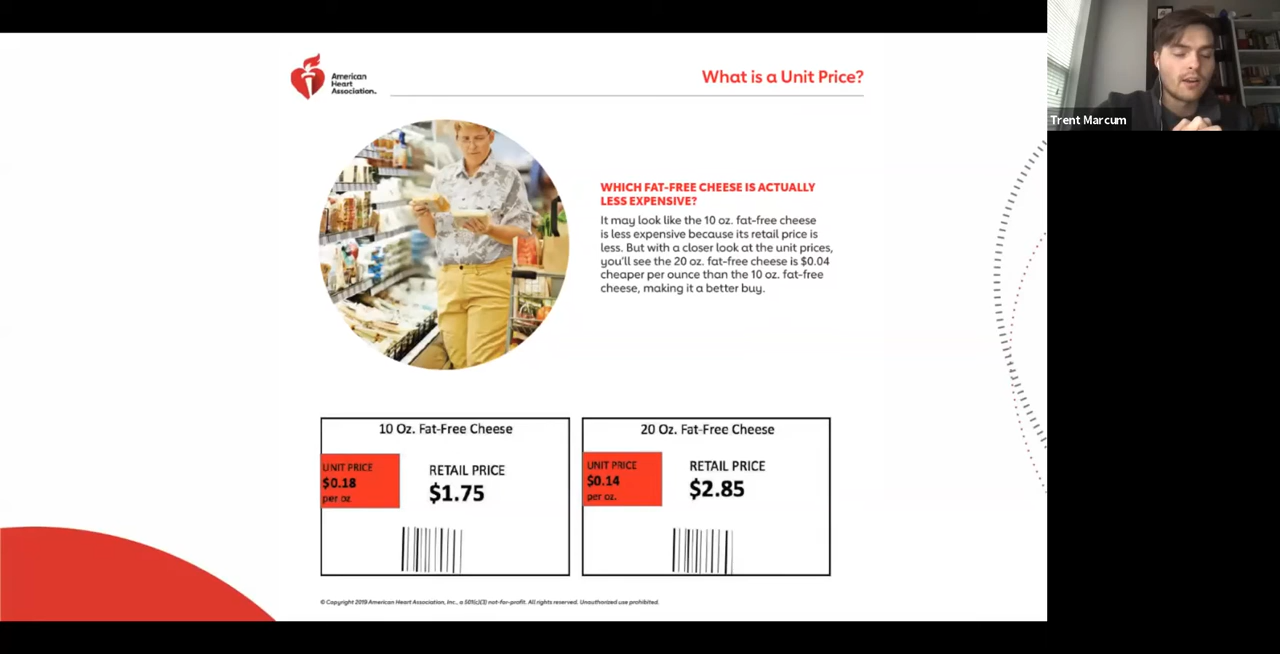 American
Heart
Association.
What is a Unit Price?
Trent Marcum
WHICH FAT-FREE CHEESE IS ACTUALLY
LESS EXPENSIVE?
It may look like the 10 oz. fat-free cheese
is less expensive because its retail price is
less. But with a closer look at the unit prices,
you'll see the 20 oz. fat-free cheese is $0.04
cheaper per ounce than the 10 oz. fat-free
cheese, making it a better buy.
10 Oz. Fat-Free Cheese
UNIT PRICE
$0.18
per oz
RETAIL PRICE
$1.75
20 Oz. Fat-Free Cheese
UNIT PRICE
$0.14
per oz.
RETAIL PRICE
$2.85
© Copyright 2019 American Heart Association, Inc., a 501(c)(3) not-for-profit. All rights reserved. Unauthorized use prohibited.